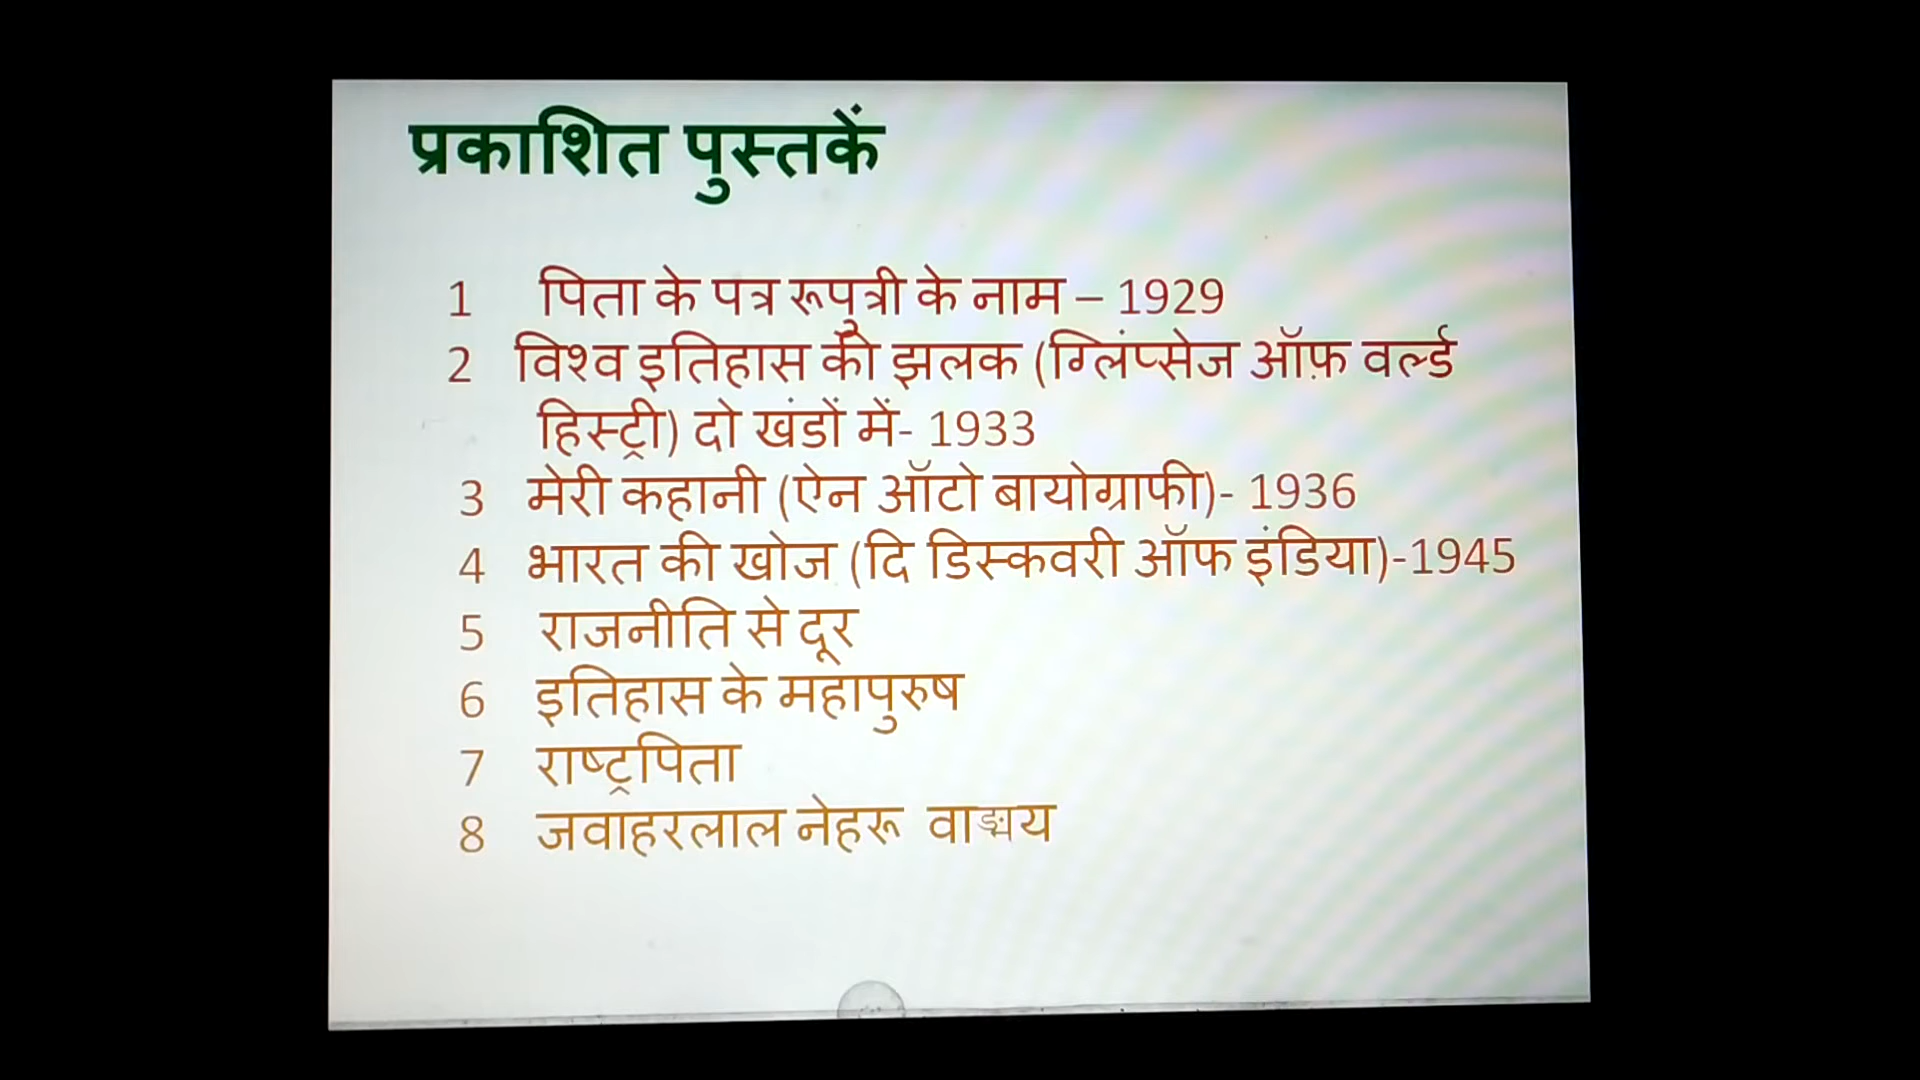 प्रकाशित पुस्तकें
1 पिता के पत्र रूपुत्री के नाम – 1929
2 विश्व इतिहास की झलक (ग्लिंप्सेज ऑफ़ वर्ल्ड
हिस्ट्री) दो खंडों में- 1933
3 मेरी कहानी (ऐन ऑटो बायोग्राफी)- 1936
4 भारत की खोज (दि डिस्कवरी ऑफ इंडिया)-1945
5 राजनीति से दूर
6 इतिहास के महापुरुष
7 राष्ट्रपिता
8 जवाहरलाल नेहरू वाङ्मय